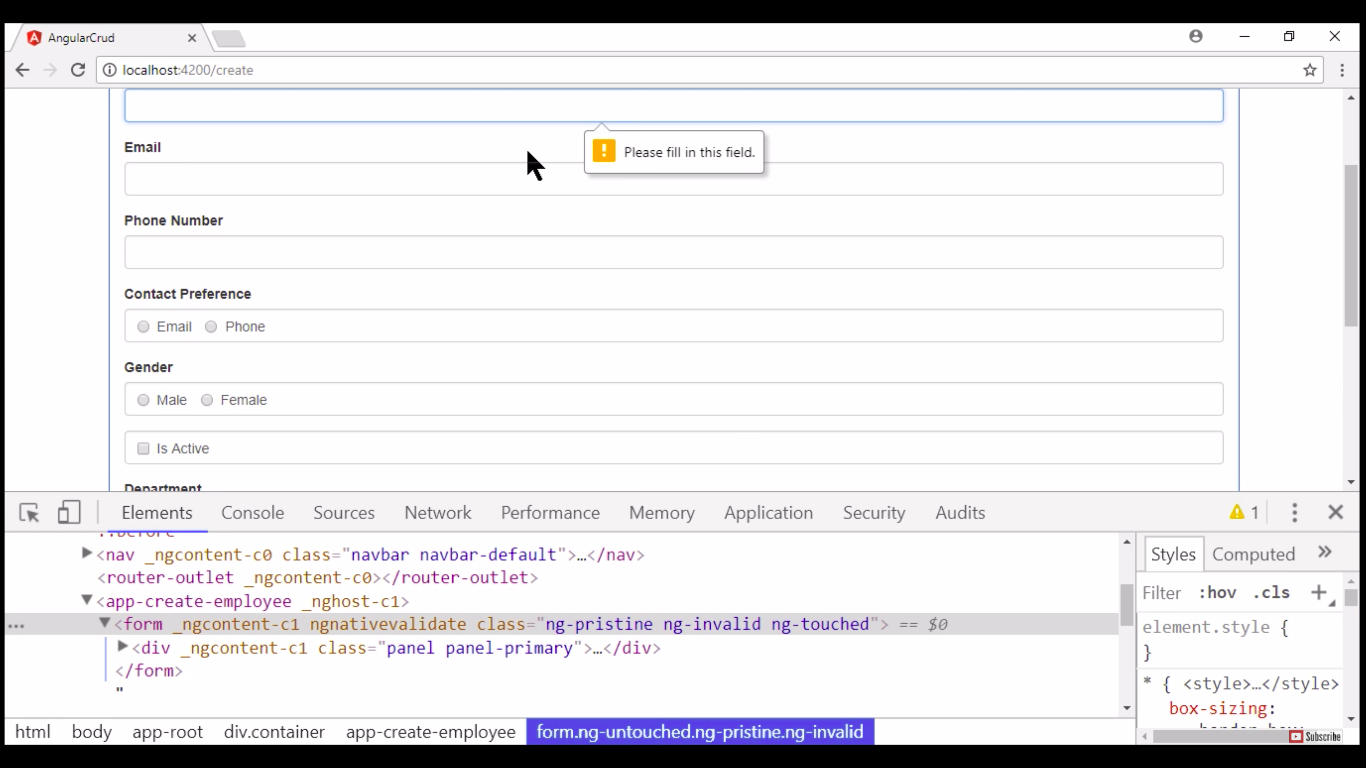 AngularCrud
localhost:4200/create
Please fill in this field.
Email
Phone Number
Contact Preference
Email Phone
Gender
Male Female
Is Active
Department
Elements Console Sources Network Performance Memory Application Security Audits 1
::before
<nav _ngcontent-c0 class="navbar navbar-default">…</nav>
<router-outlet _ngcontent-c0></router-outlet>
<app-create-employee _nghost-c1>
<form _ngcontent-c1 ngnativevalidate class="ng-pristine ng-invalid ng-touched"> == $0
<div _ngcontent-c1 class="panel panel-primary">…</div>
</form>
"
html body app-root div.container app-create-employee form.ng-untouched.ng-pristine.ng-invalid
Styles Computed »
Filter :hov .cls +
element.style {
}
* { <style>…</style>
box-sizing:
border-box;
Subscribe